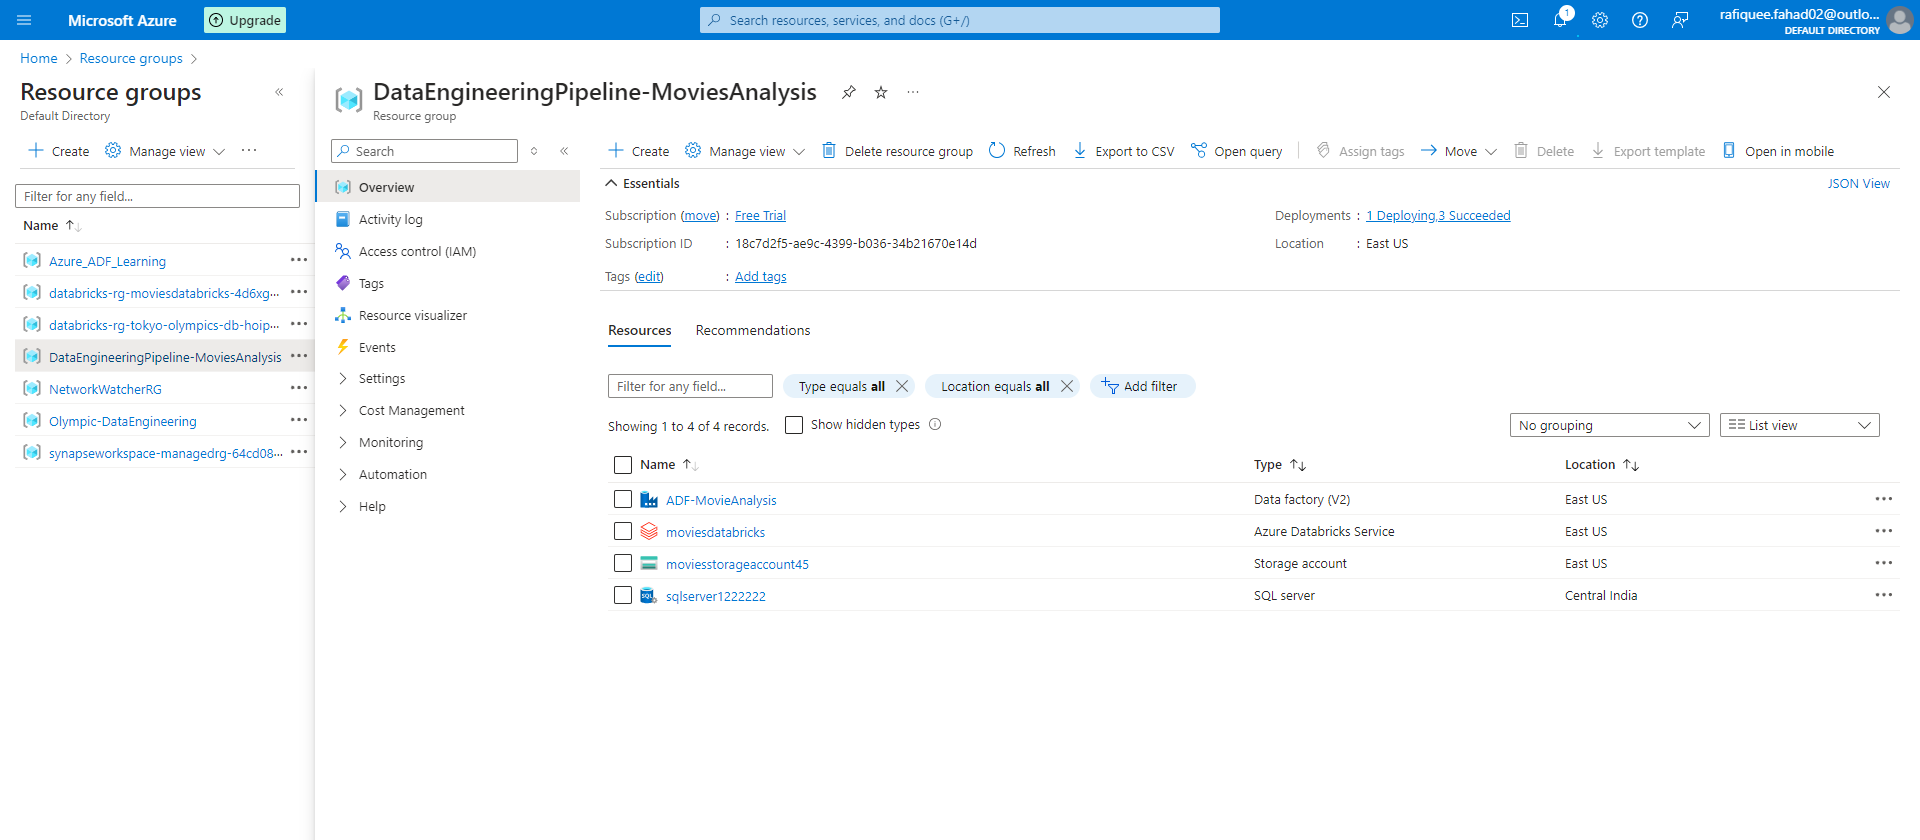 Microsoft Azure
Upgrade
Search resources, services, and docs (G+/)
1
rafiquee.fahad02@outlo...
DEFAULT DIRECTORY
Home > Resource groups >
Resource groups
Default Directory
Create
Manage view
Filter for any field...
Name
Azure_ADF_Learning
databricks-rg-moviesdatabricks-4d6xg...
databricks-rg-tokyo-olympics-db-hoip...
DataEngineeringPipeline-MoviesAnalysis
NetworkWatcherRG
Olympic-DataEngineering
synapseworkspace-managedrg-64cd08...
DataEngineeringPipeline-MoviesAnalysis
Resource group
Search
Overview
Activity log
Access control (IAM)
Tags
Resource visualizer
Events
Settings
Cost Management
Monitoring
Automation
Help
Create
Manage view
Delete resource group
Refresh
Export to CSV
Open query
Assign tags
Move
Delete
Export template
Open in mobile
Essentials
JSON View
Subscription (move) : Free Trial
Subscription ID : 18c7d2f5-ae9c-4399-b036-34b21670e14d
Tags (edit) : Add tags
Deployments : 1 Deploying,3 Succeeded
Location : East US
Resources
Recommendations
Filter for any field...
Type equals all
Location equals all
Add filter
Showing 1 to 4 of 4 records.
Show hidden types
No grouping
List view
Name Type Location
ADF-MovieAnalysis Data factory (V2) East US
moviesdatabricks Azure Databricks Service East US
moviesstorageaccount45 Storage account East US
sqlserver1222222 SQL server Central India